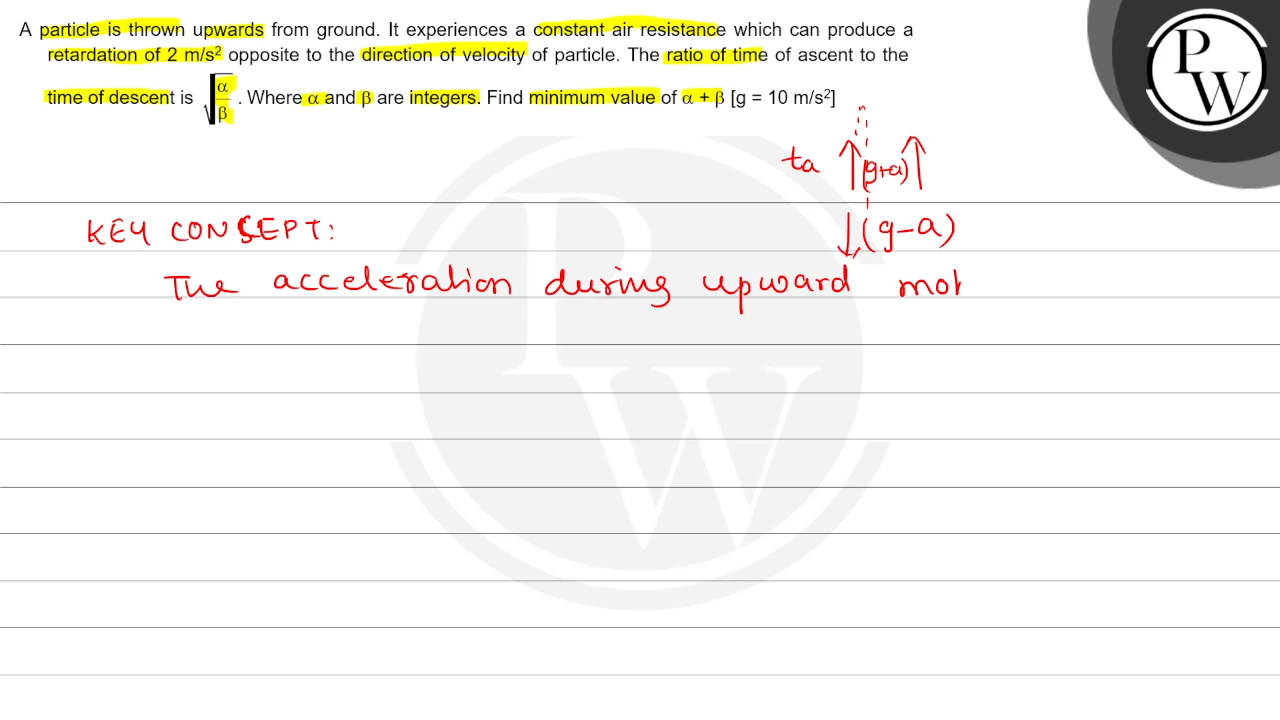 A particle is thrown upwards from ground. It experiences a constant air resistance which can produce a
retardation of 2 m/s² opposite to the direction of velocity of particle. The ratio of time of ascent to the
time of descent is √(α/β). Where α and β are integers. Find minimum value of α + β [g = 10 m/s²]
P
W
ta ↑(g+a)↑
↓(g-a)
KEY CONCEPT:
The acceleration during upward mot